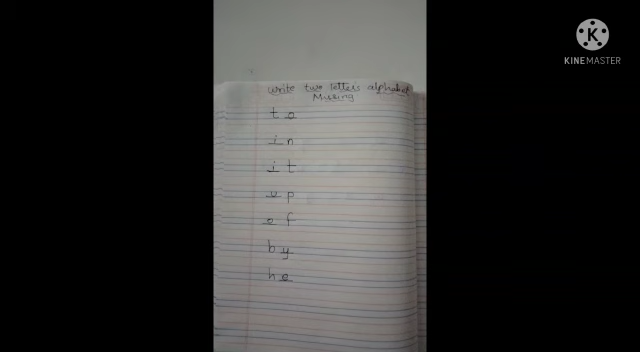 write two letters alphabet
Missing
to
in
it
up
of
by
he
KINEMASTER